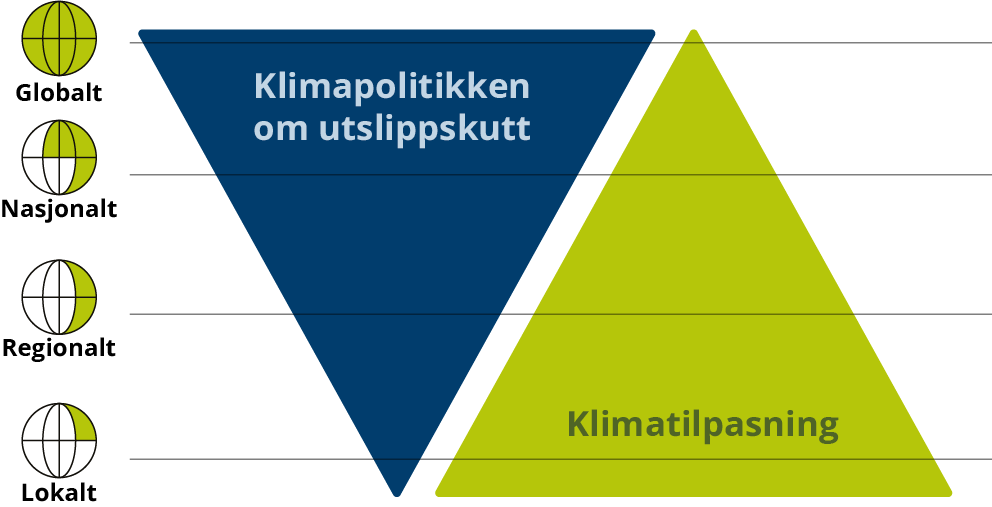 Globalt
Klimapolitikken
om utslippskutt
Nasjonalt
Regionalt
Klimatilpasning
Lokalt